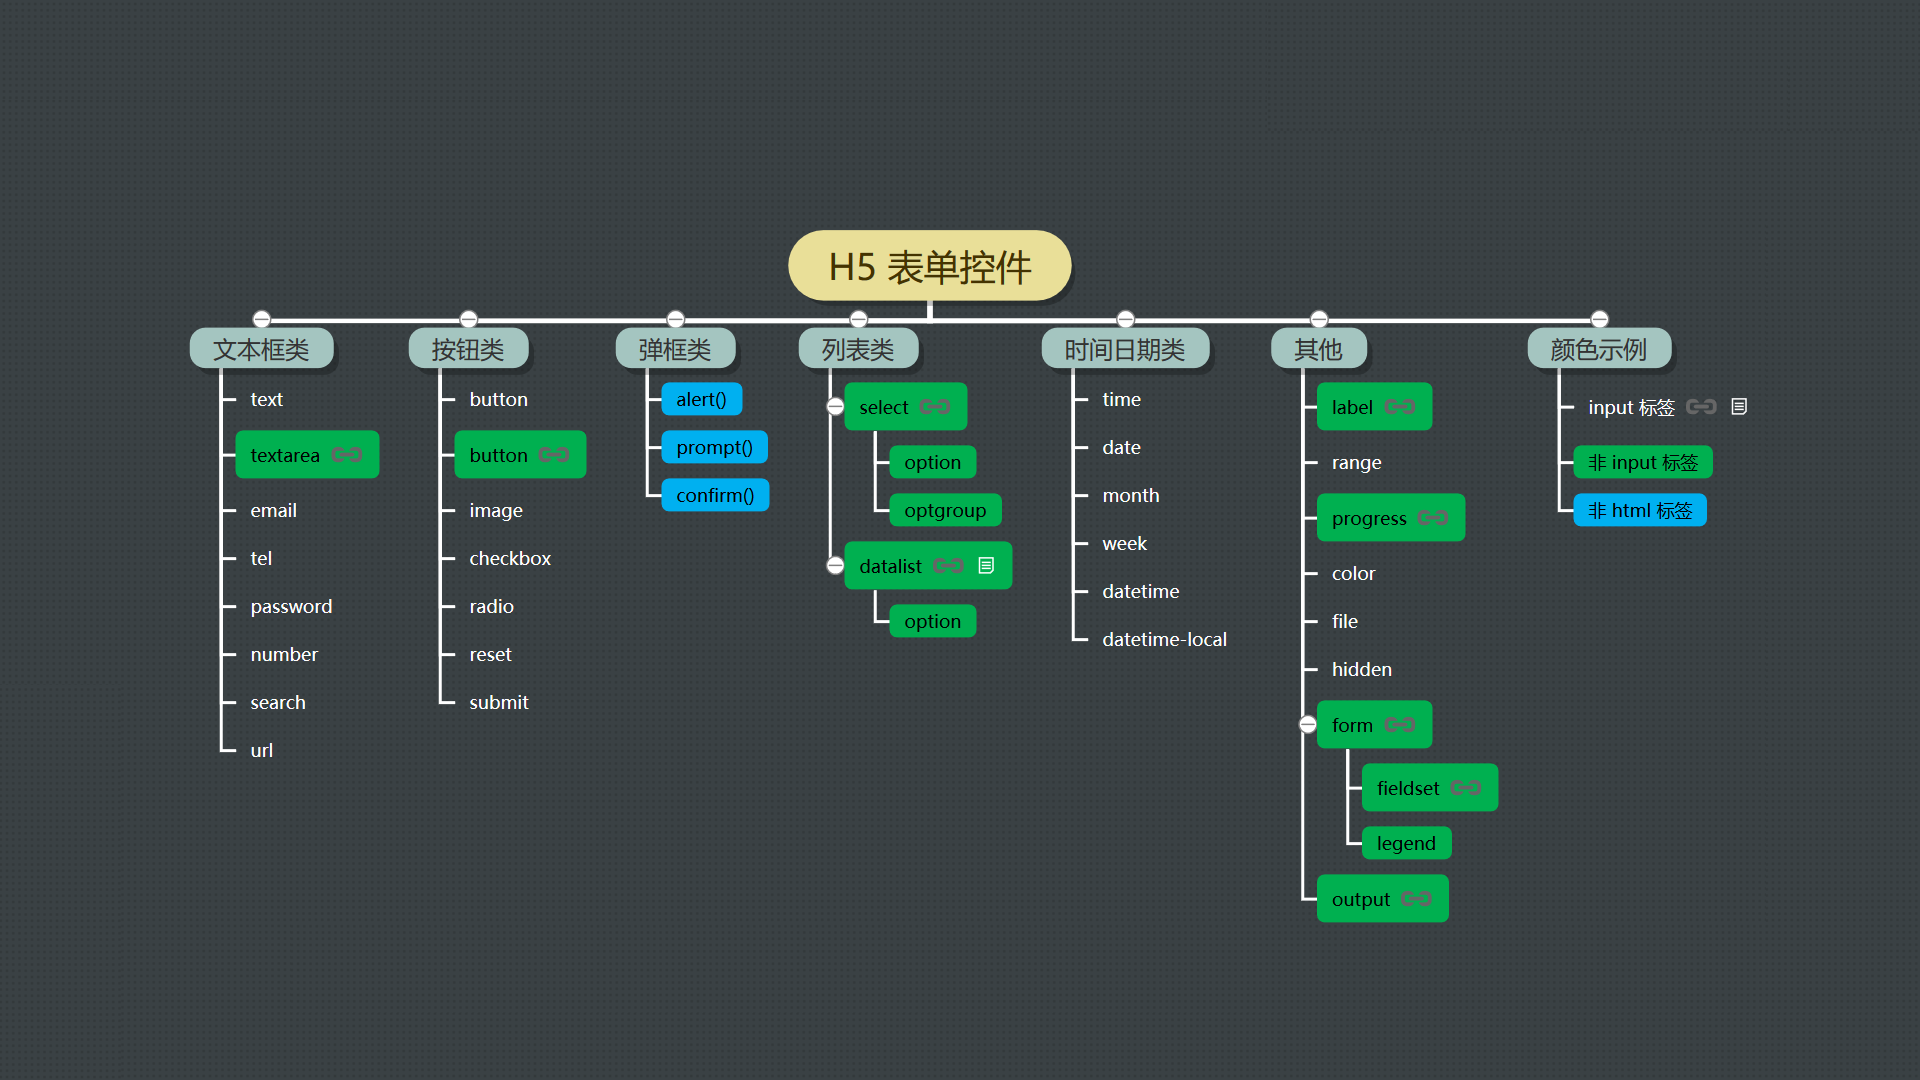 H5 表单控件
文本框类
text
textarea
email
tel
password
number
search
url
按钮类
button
button
image
checkbox
radio
reset
submit
弹框类
alert()
prompt()
confirm()
列表类
select
option
optgroup
datalist
option
时间日期类
time
date
month
week
datetime
datetime-local
其他
label
range
progress
color
file
hidden
form
fieldset
legend
output
颜色示例
input 标签
非 input 标签
非 html 标签